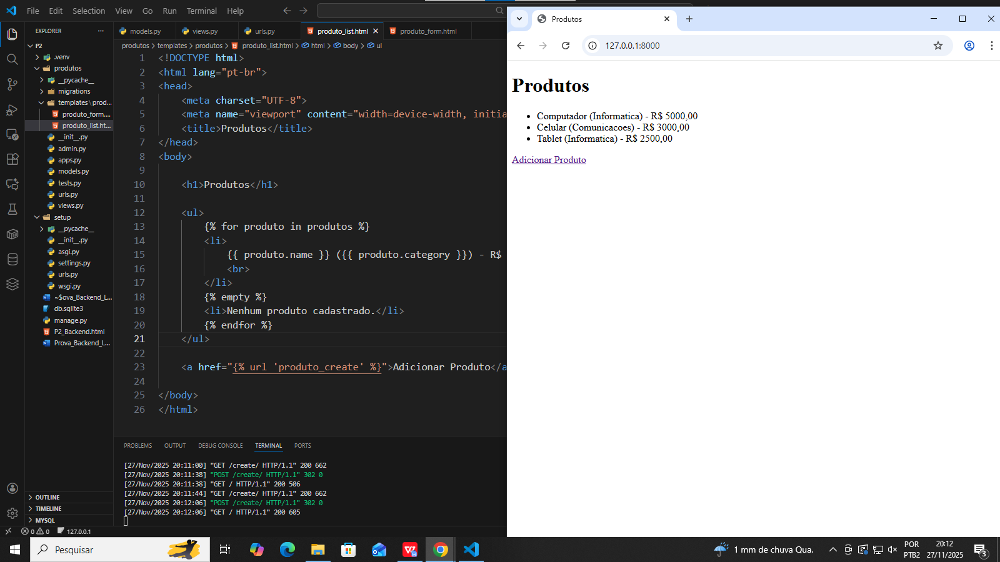 File Edit Selection View Go Run Terminal Help
EXPLORER
P2
.venv
produtos
__pycache__
migrations
templates\prod...
produto_form....
produto_list.ht...
__init__.py
admin.py
apps.py
models.py
tests.py
urls.py
views.py
setup
__pycache__
__init__.py
asgi.py
settings.py
urls.py
wsgi.py
~$ova_Backend_L...
db.sqlite3
manage.py
P2_Backend.html
Prova_Backend_L...
OUTLINE
TIMELINE
MYSQL
models.py views.py urls.py produto_list.html produto_form.html
produtos > templates > produtos > produto_list.html > html > body > ul
1 <!DOCTYPE html>
2 <html lang="pt-br">
3 <head>
4 <meta charset="UTF-8">
5 <meta name="viewport" content="width=device-width, initia
6 <title>Produtos</title>
7 </head>
8 <body>
9
10 <h1>Produtos</h1>
11
12 <ul>
13 {% for produto in produtos %}
14 <li>
15 {{ produto.name }} ({{ produto.category }}) - R$
16 <br>
17 </li>
18 {% empty %}
19 <li>Nenhum produto cadastrado.</li>
20 {% endfor %}
21 </ul>
22
23 <a href="{% url 'produto_create' %}">Adicionar Produto</a
24
25 </body>
26 </html>
PROBLEMS OUTPUT DEBUG CONSOLE TERMINAL PORTS
[27/Nov/2025 20:11:00] "GET /create/ HTTP/1.1" 200 662
[27/Nov/2025 20:11:38] "POST /create/ HTTP/1.1" 302 0
[27/Nov/2025 20:11:38] "GET / HTTP/1.1" 200 506
[27/Nov/2025 20:11:44] "GET /create/ HTTP/1.1" 200 662
[27/Nov/2025 20:12:06] "POST /create/ HTTP/1.1" 302 0
[27/Nov/2025 20:12:06] "GET / HTTP/1.1" 200 605
0 0 127.0.0.1
Produtos
127.0.0.1:8000
Produtos
Computador (Informatica) - R$ 5000,00
Celular (Comunicacoes) - R$ 3000,00
Tablet (Informatica) - R$ 2500,00
Adicionar Produto
Pesquisar
1 mm de chuva Qua.
POR
PTB2
20:12
27/11/2025
3